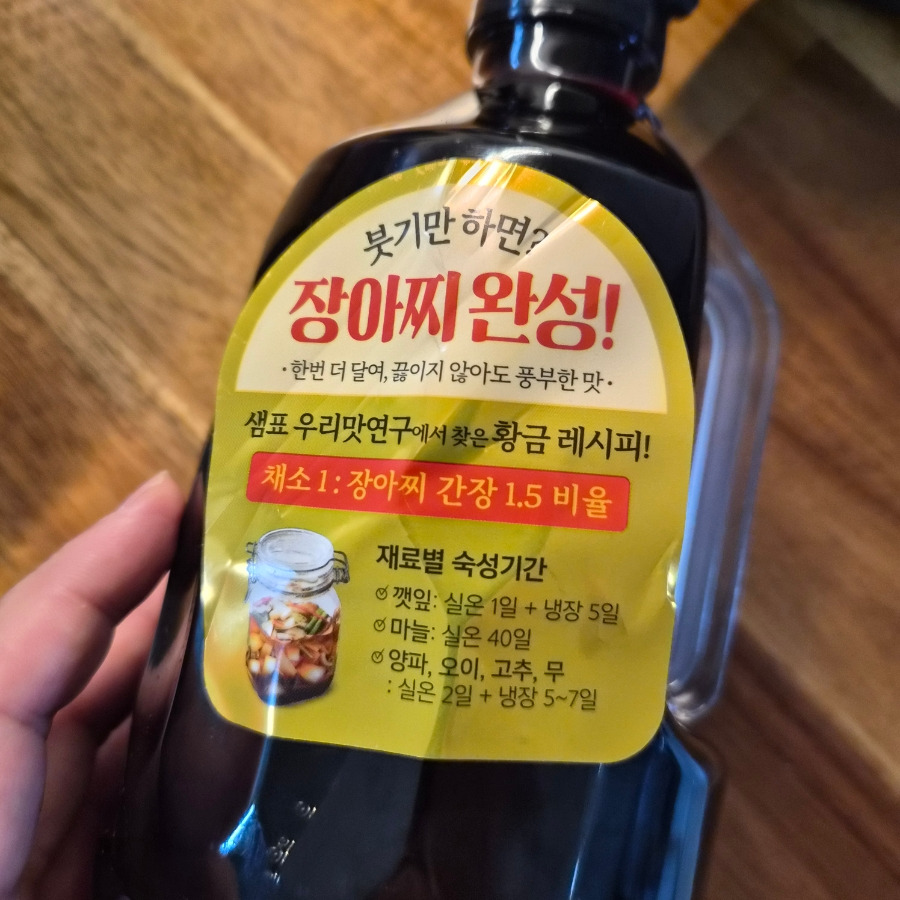 붓기만 하면?
장아찌 완성!
·한번 더 달여, 끓이지 않아도 풍부한 맛·
샘표 우리맛연구에서 찾은 황금 레시피!
채소 1 : 장아찌 간장 1.5 비율
재료별 숙성기간
깻잎: 실온 1일 + 냉장 5일
마늘: 실온 40일
양파, 오이, 고추, 무
: 실온 2일 + 냉장 5~7일